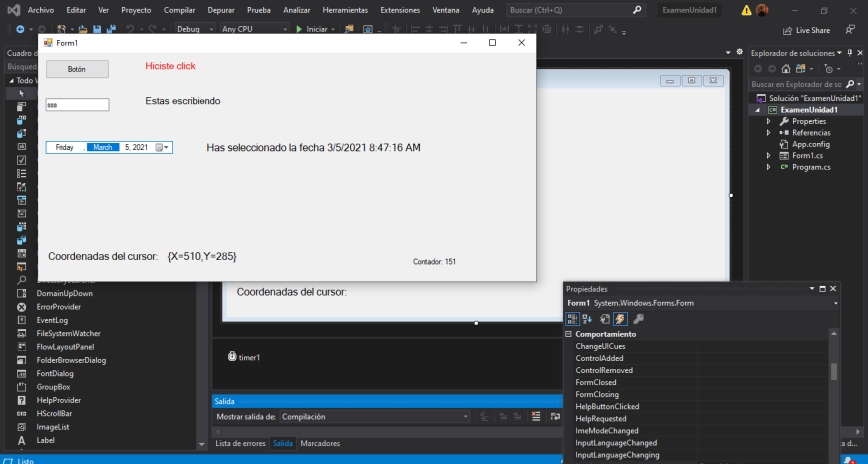 Archivo Editar Ver Proyecto Compilar Depurar Prueba Analizar Herramientas Extensiones Ventana Ayuda Buscar (Ctrl+Q) ExamenUnidad1
Debug Any CPU Iniciar Live Share
Form1
Botón Hiciste click
aaa Estas escribiendo
Friday , March 5, 2021 Has seleccionado la fecha 3/5/2021 8:47:16 AM
Coordenadas del cursor: {X=510,Y=285}
Contador: 151
Cuadro d
Búsqued
Todo
DomainUpDown
ErrorProvider
EventLog
FileSystemWatcher
FlowLayoutPanel
FolderBrowserDialog
FontDialog
GroupBox
HelpProvider
HScrollBar
ImageList
Label
Coordenadas del cursor:
timer1
Salida
Mostrar salida de: Compilación
Lista de errores Salida Marcadores
Explorador de soluciones
Buscar en Explorador de so
Solución "ExamenUnidad1"
ExamenUnidad1
Properties
Referencias
App.config
Form1.cs
Program.cs
Propiedades
Form1 System.Windows.Forms.Form
Comportamiento
ChangeUICues
ControlAdded
ControlRemoved
FormClosed
FormClosing
HelpButtonClicked
HelpRequested
ImeModeChanged
InputLanguageChanged
InputLanguageChanging
a d...
Listo